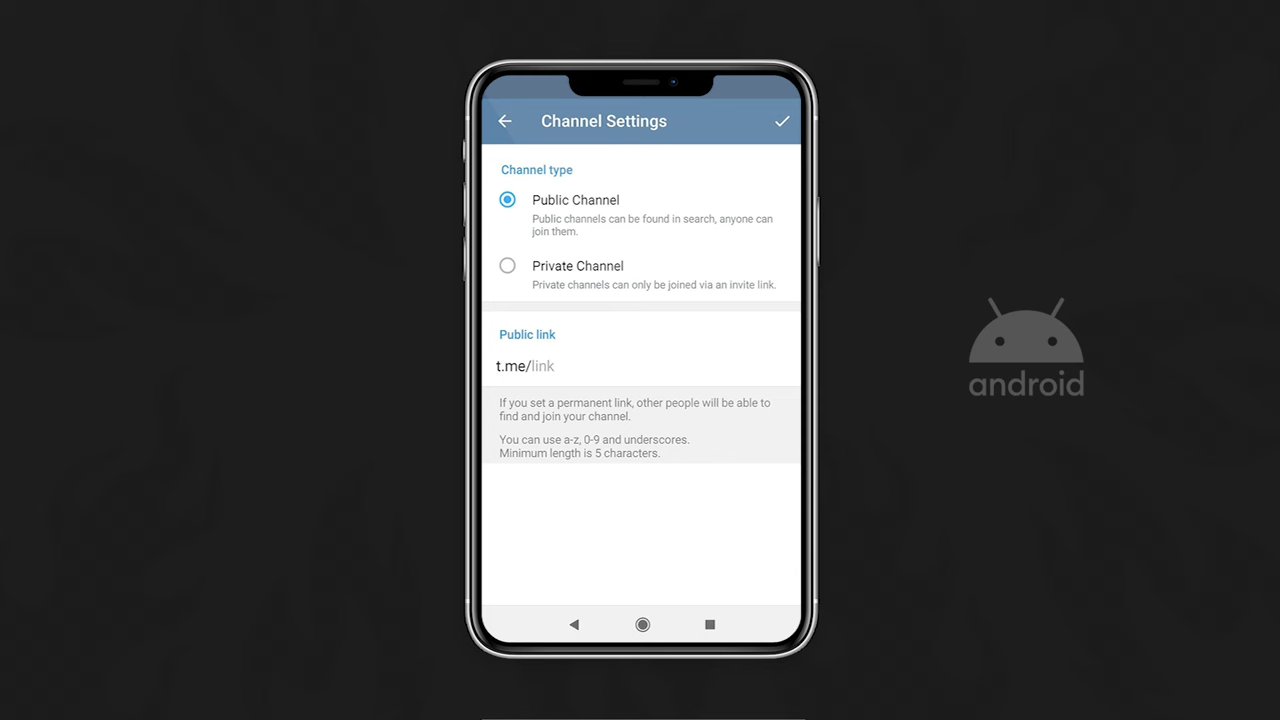 Channel Settings
Channel type
Public Channel
Public channels can be found in search, anyone can
join them.
Private Channel
Private channels can only be joined via an invite link.
Public link
t.me/link
If you set a permanent link, other people will be able to
find and join your channel.
You can use a-z, 0-9 and underscores.
Minimum length is 5 characters.
android